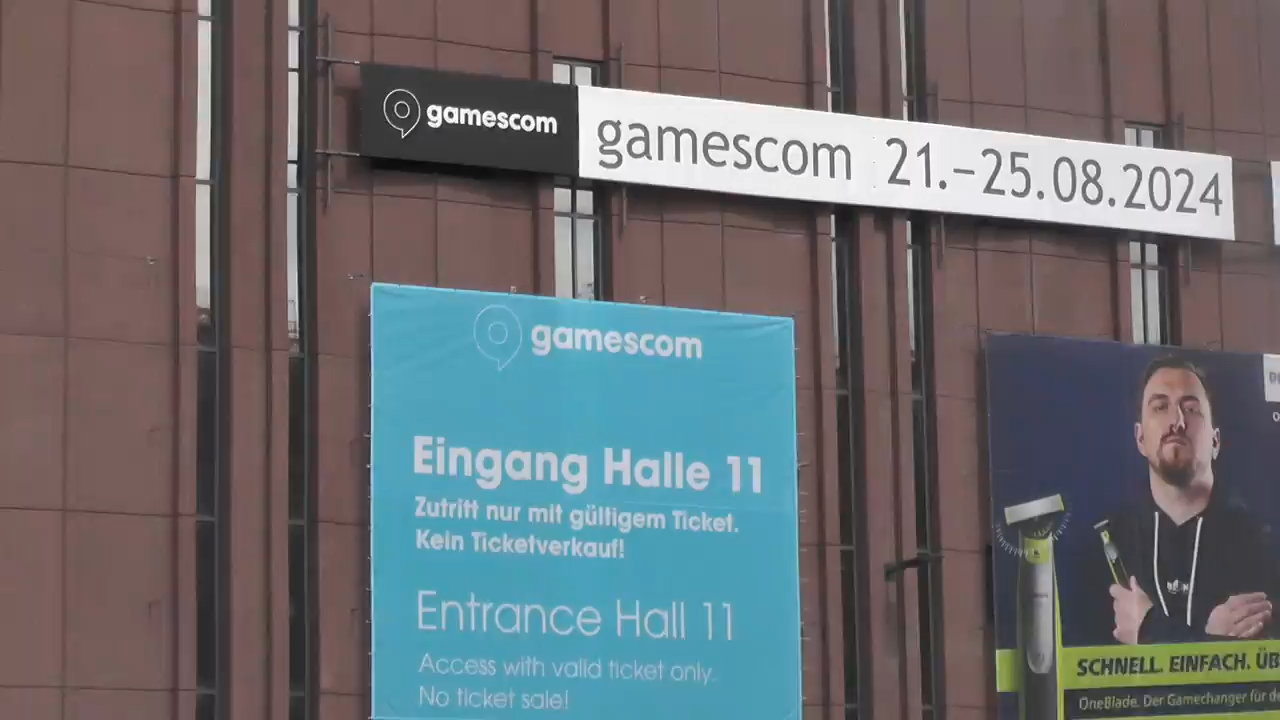 gamescom
gamescom 21.–25.08.2024
gamescom
Eingang Halle 11
Zutritt nur mit gültigem Ticket.
Kein Ticketverkauf!
Entrance Hall 11
Access with valid ticket only.
No ticket sale!
SCHNELL. EINFACH.
OneBlade. Der Gamechanger für